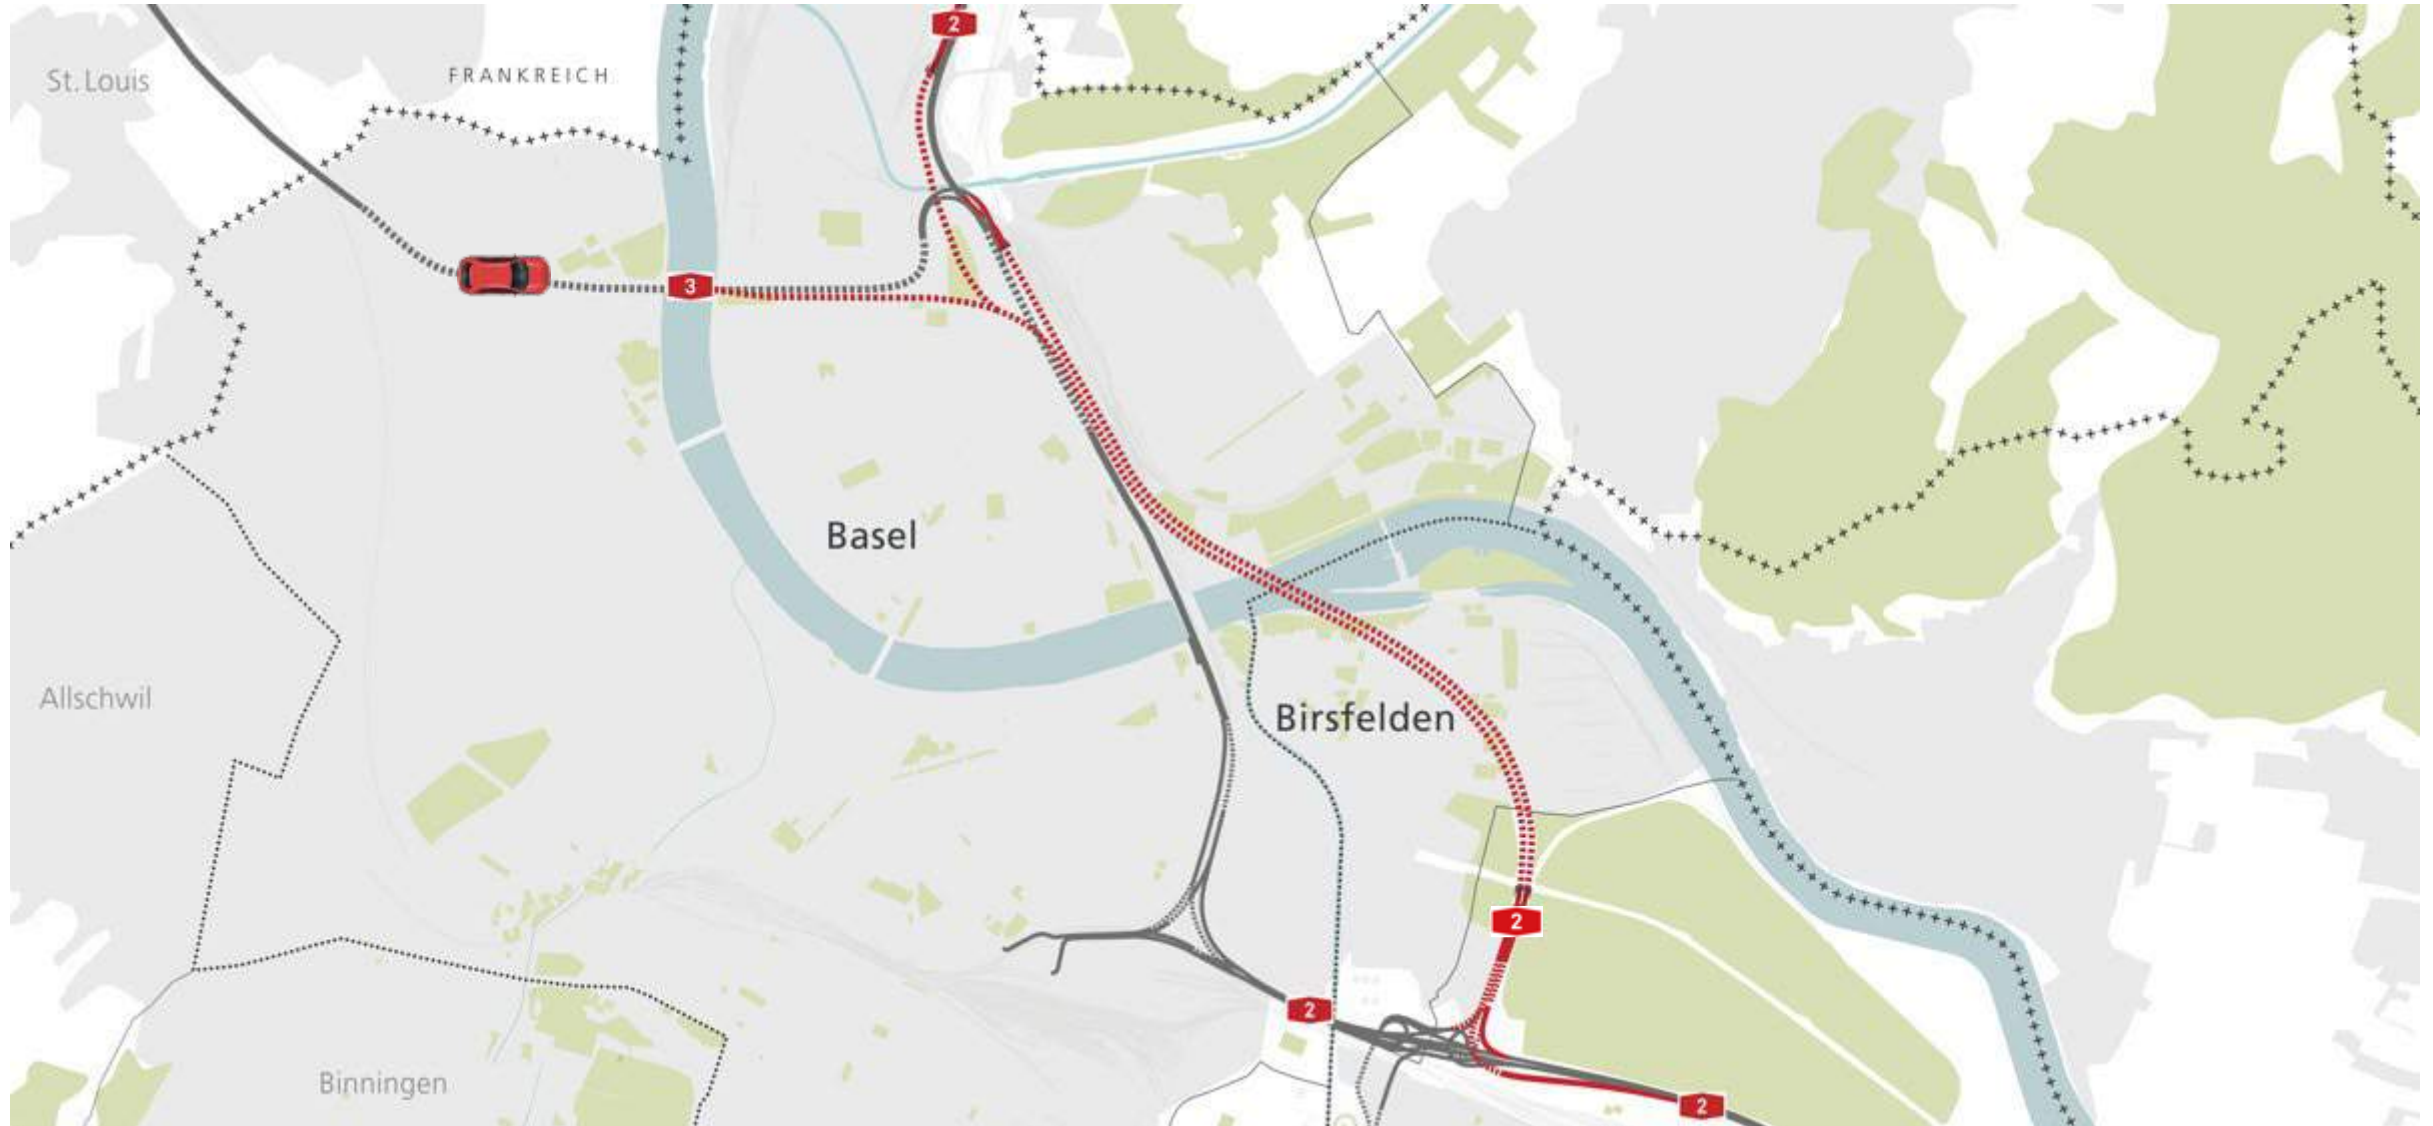 2
St. Louis
FRANKREICH
3
Basel
Allschwil
Birsfelden
2
2
Binningen
2